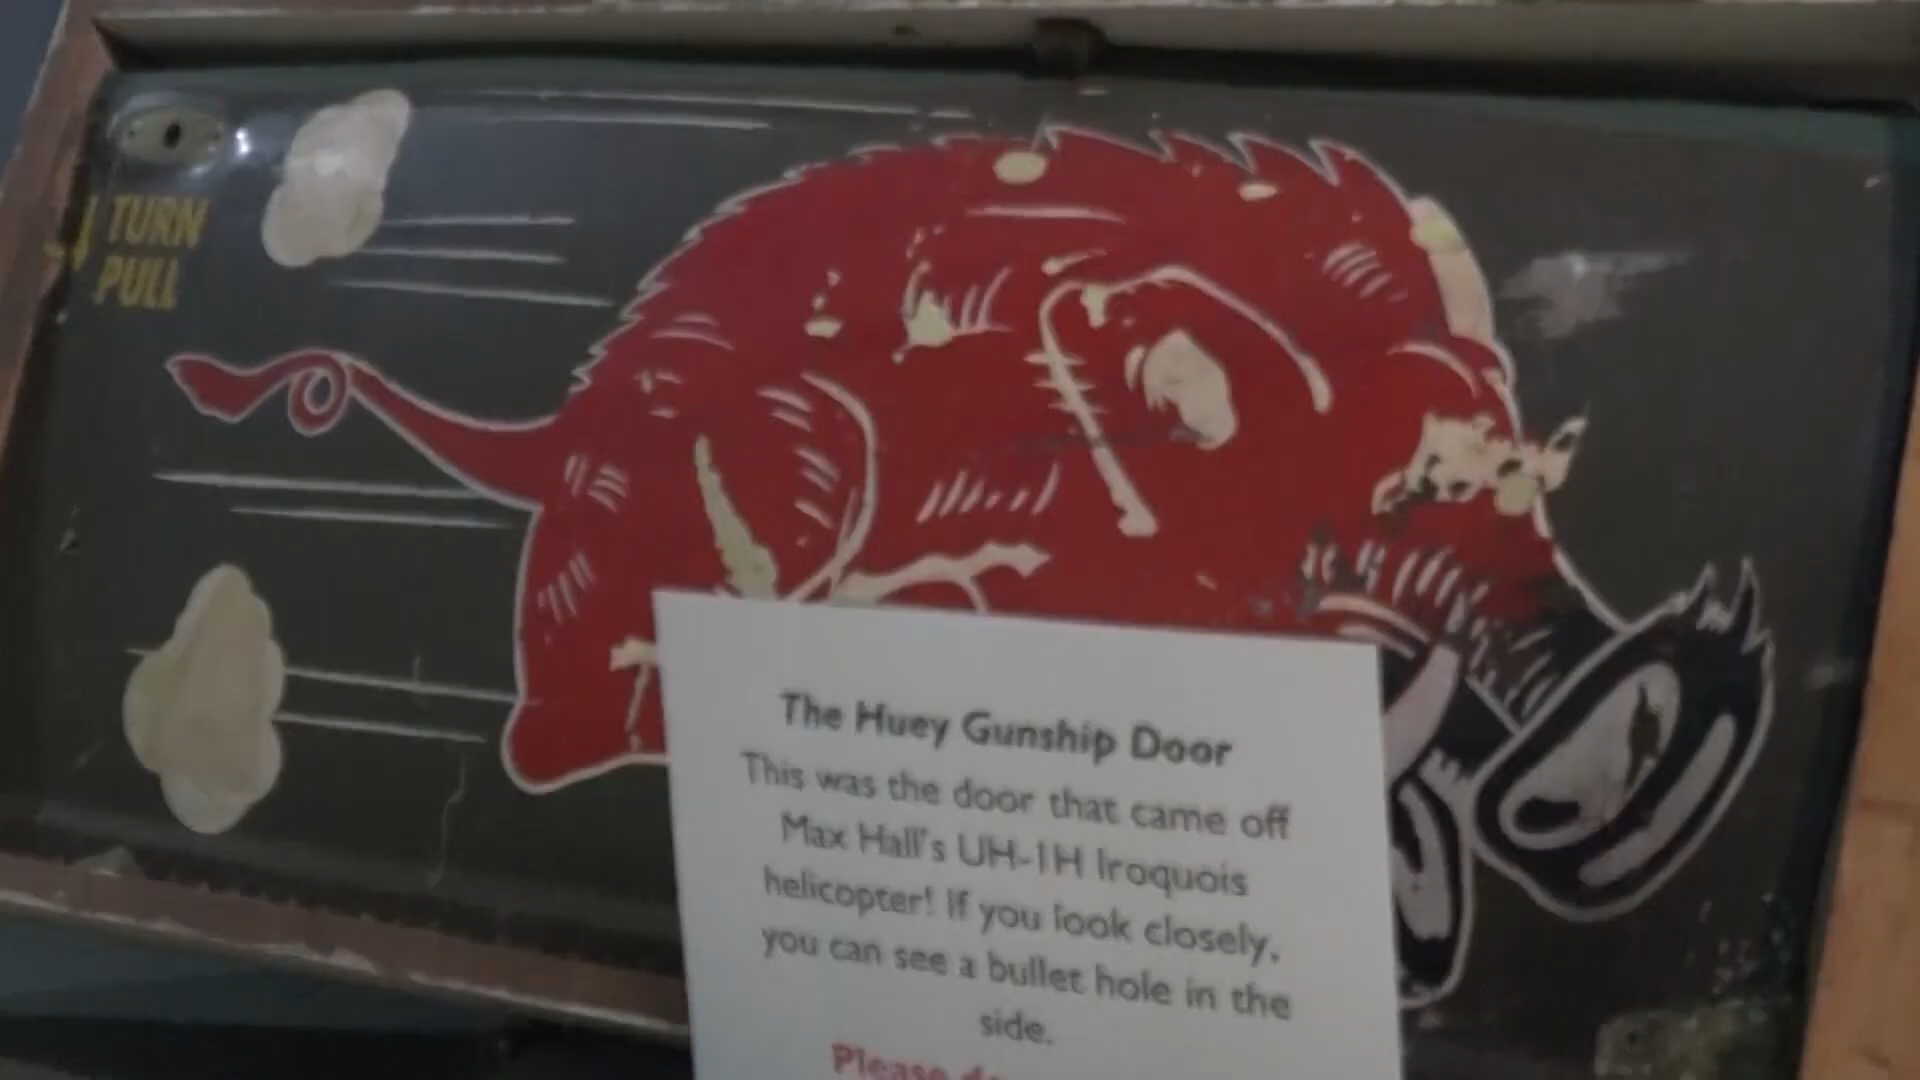 TURN
PULL
The Huey Gunship Door
This was the door that came off
Max Hall's UH-1H Iroquois
helicopter! If you look closely,
you can see a bullet hole in the
side.
Please